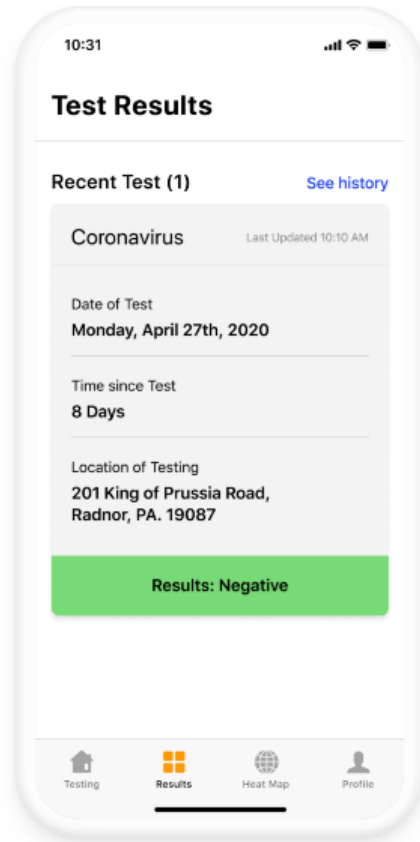 10:31
Test Results
Recent Test (1)
See history
Coronavirus
Last Updated 10:10 AM
Date of Test
Monday, April 27th, 2020
Time since Test
8 Days
Location of Testing
201 King of Prussia Road,
Radnor, PA. 19087
Results: Negative
Testing
Results
Heat Map
Profile